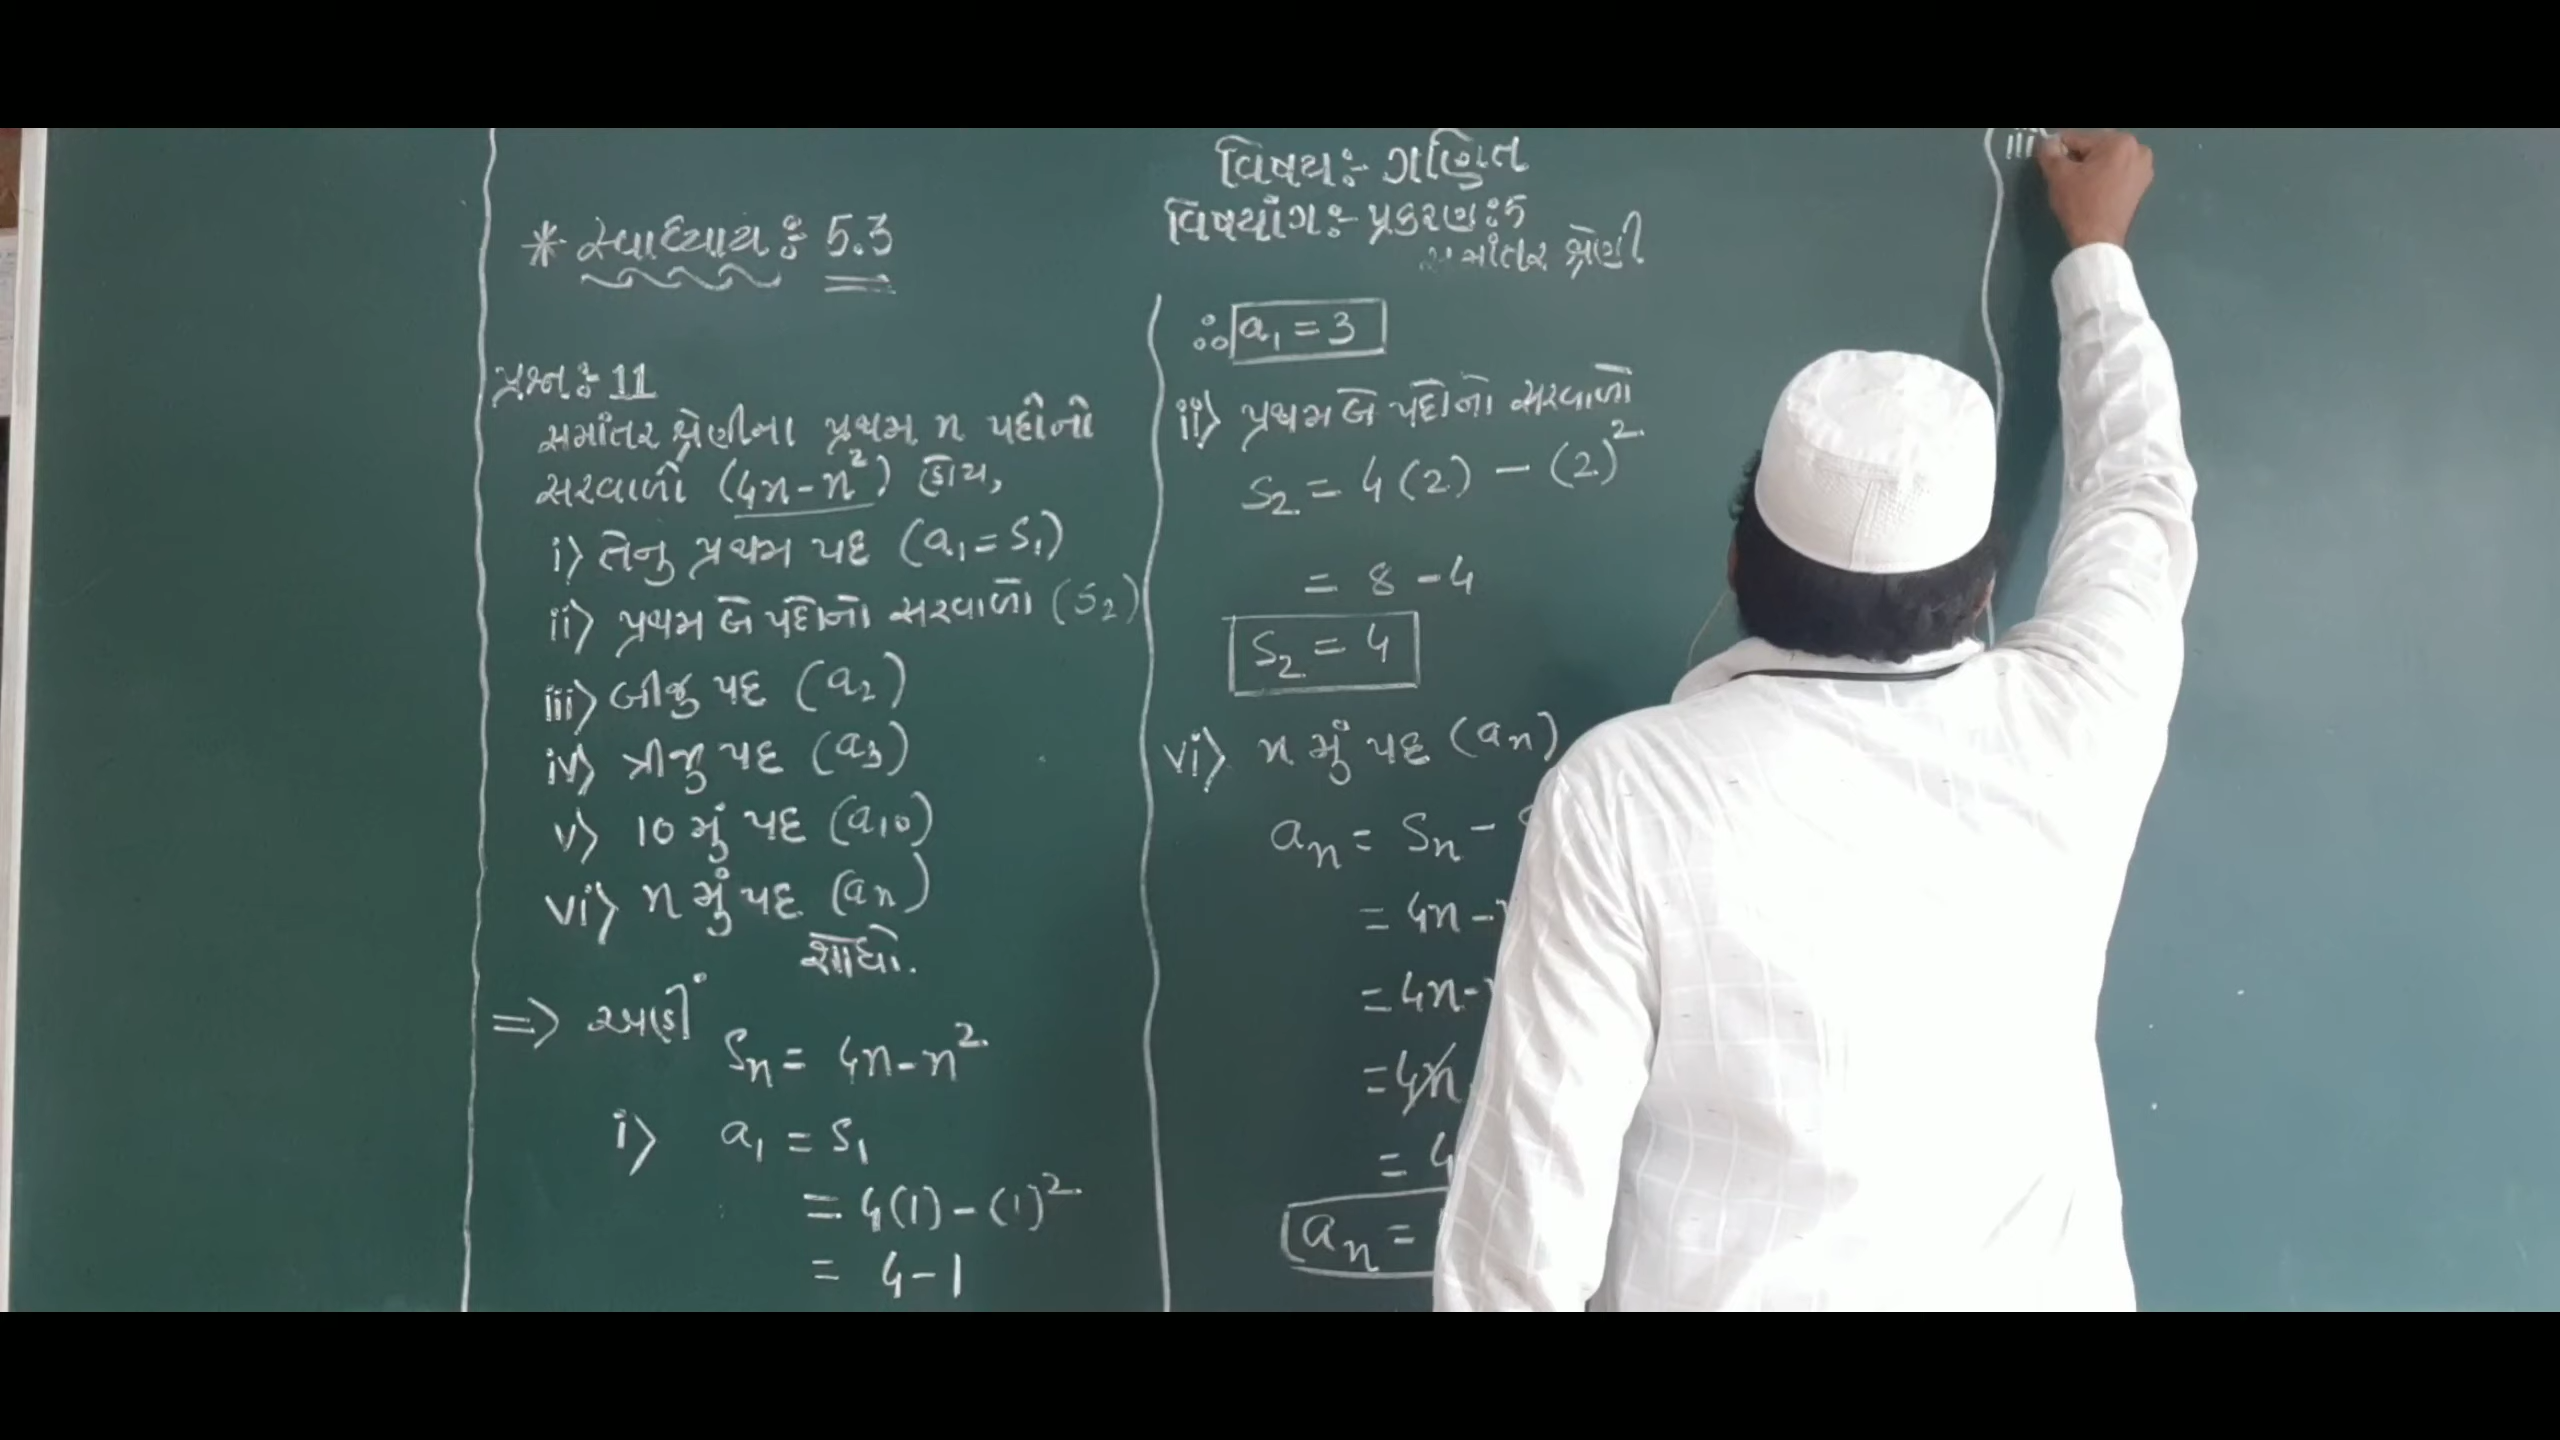 વિષય:- ગણિત
વિષયાંગ:- પ્રકરણ:5
સમાંતર શ્રેણી
* સ્વાધ્યાય: 5.3
પ્રશ્ન:- 11
સમાંતર શ્રેણીના પ્રથમ n પદોનો
સરવાળો (4n-n²) હોય,
i> તેનુ પ્રથમ પદ (a₁=S₁)
ii> પ્રથમ બે પદોનો સરવાળો (S₂)
iii> બીજુ પદ (a₂)
iv> ત્રીજુ પદ (a₃)
v> 10 મું પદ (a₁₀)
vi> n મું પદ (aₙ)
શોધો.
=> અહીં
Sₙ = 4n-n²
i> a₁ = S₁
= 4(1) - (1)²
= 4-1
∴ a₁ = 3
ii> પ્રથમ બે પદોનો સરવાળો
S₂ = 4(2) - (2)²
= 8-4
S₂ = 4
vi> n મું પદ (aₙ)
aₙ = Sₙ -
= 4n -
= 4n -
= 4n
= 4
aₙ =
iii